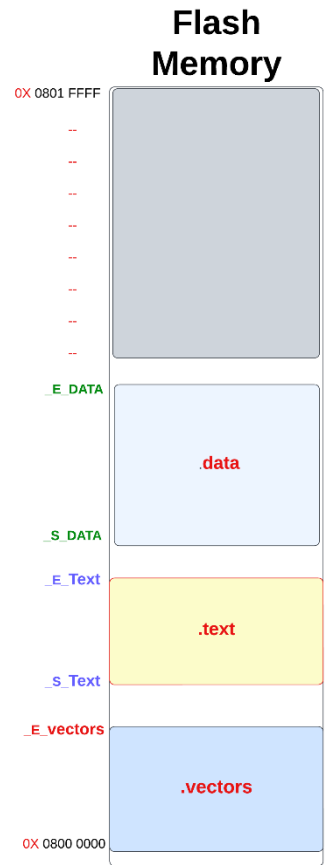 Flash
Memory
0X 0801 FFFF
--
--
--
--
--
--
--
--
_E_DATA
.data
_S_DATA
_E_Text
.text
_s_Text
_E_vectors
.vectors
0X 0800 0000